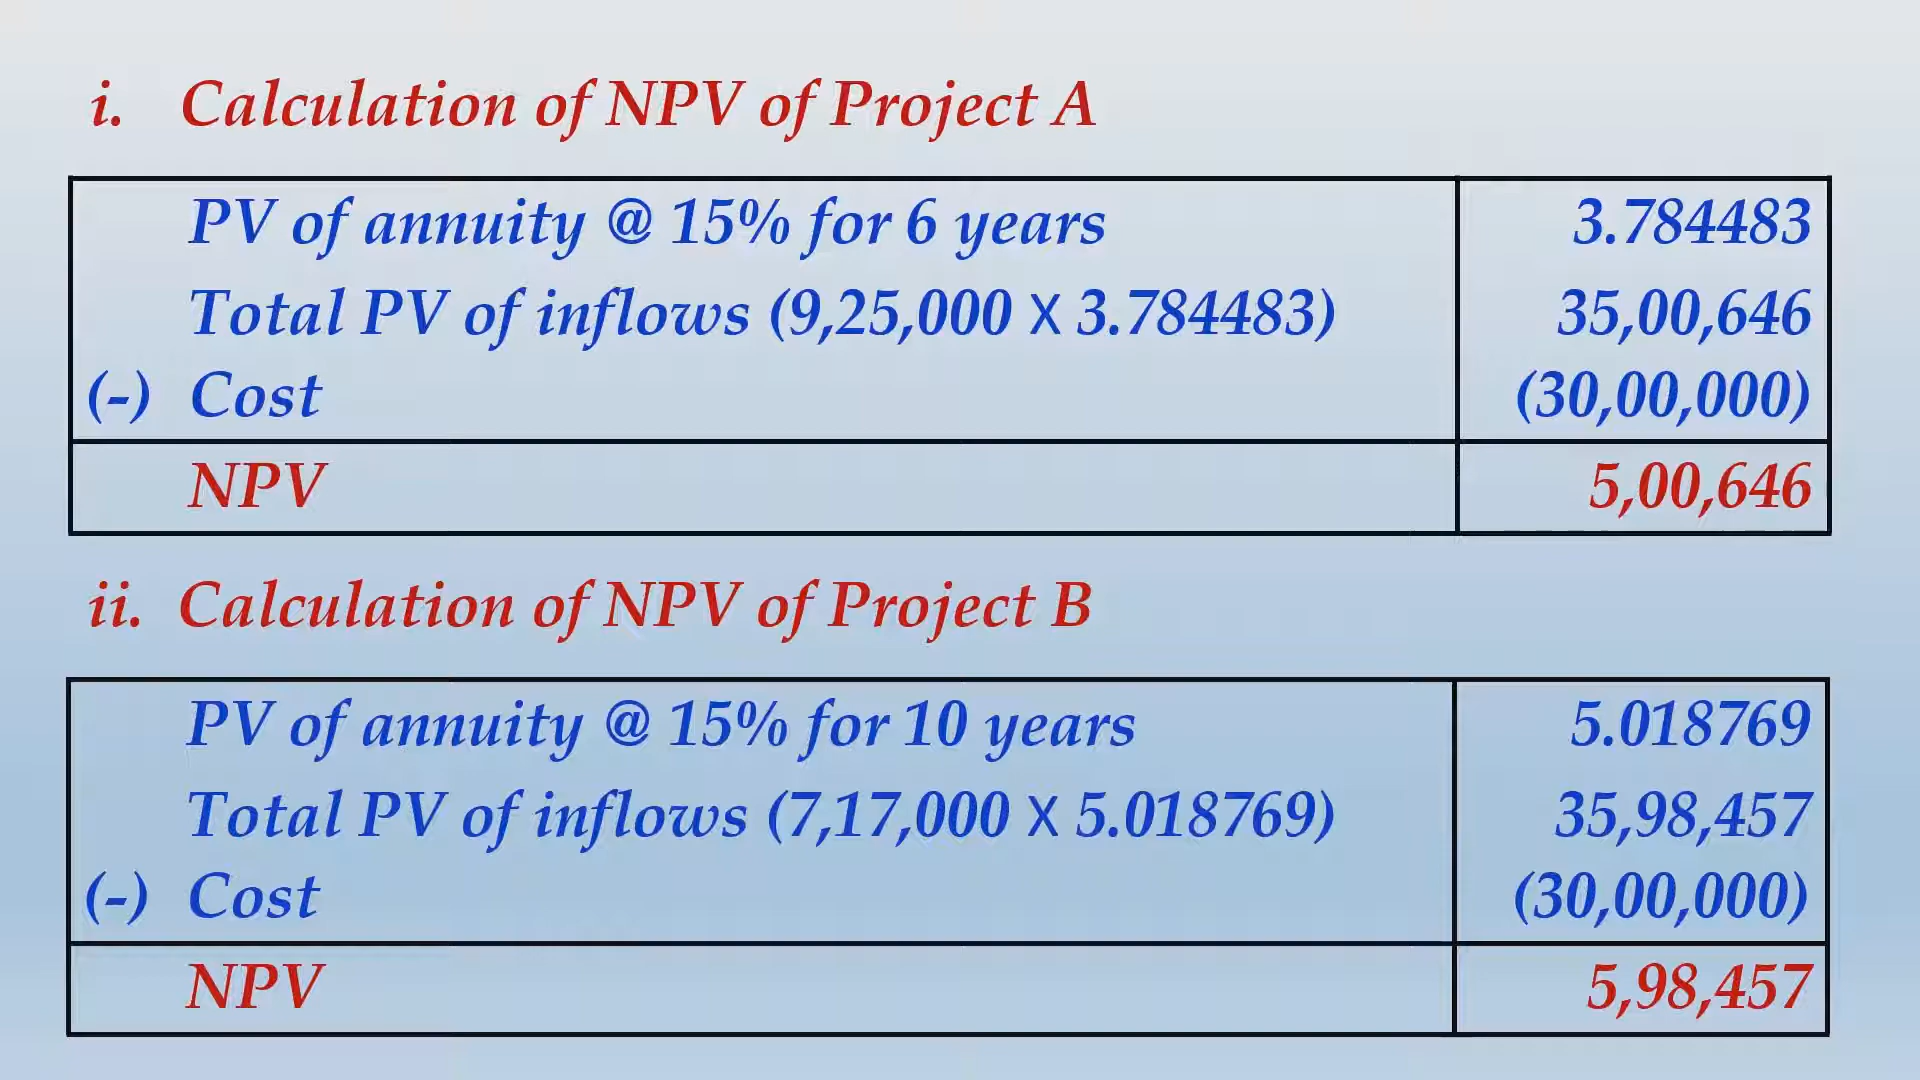 i. Calculation of NPV of Project A
PV of annuity @ 15% for 6 years 3.784483
Total PV of inflows (9,25,000 X 3.784483) 35,00,646
(-) Cost (30,00,000)
NPV 5,00,646
ii. Calculation of NPV of Project B
PV of annuity @ 15% for 10 years 5.018769
Total PV of inflows (7,17,000 X 5.018769) 35,98,457
(-) Cost (30,00,000)
NPV 5,98,457